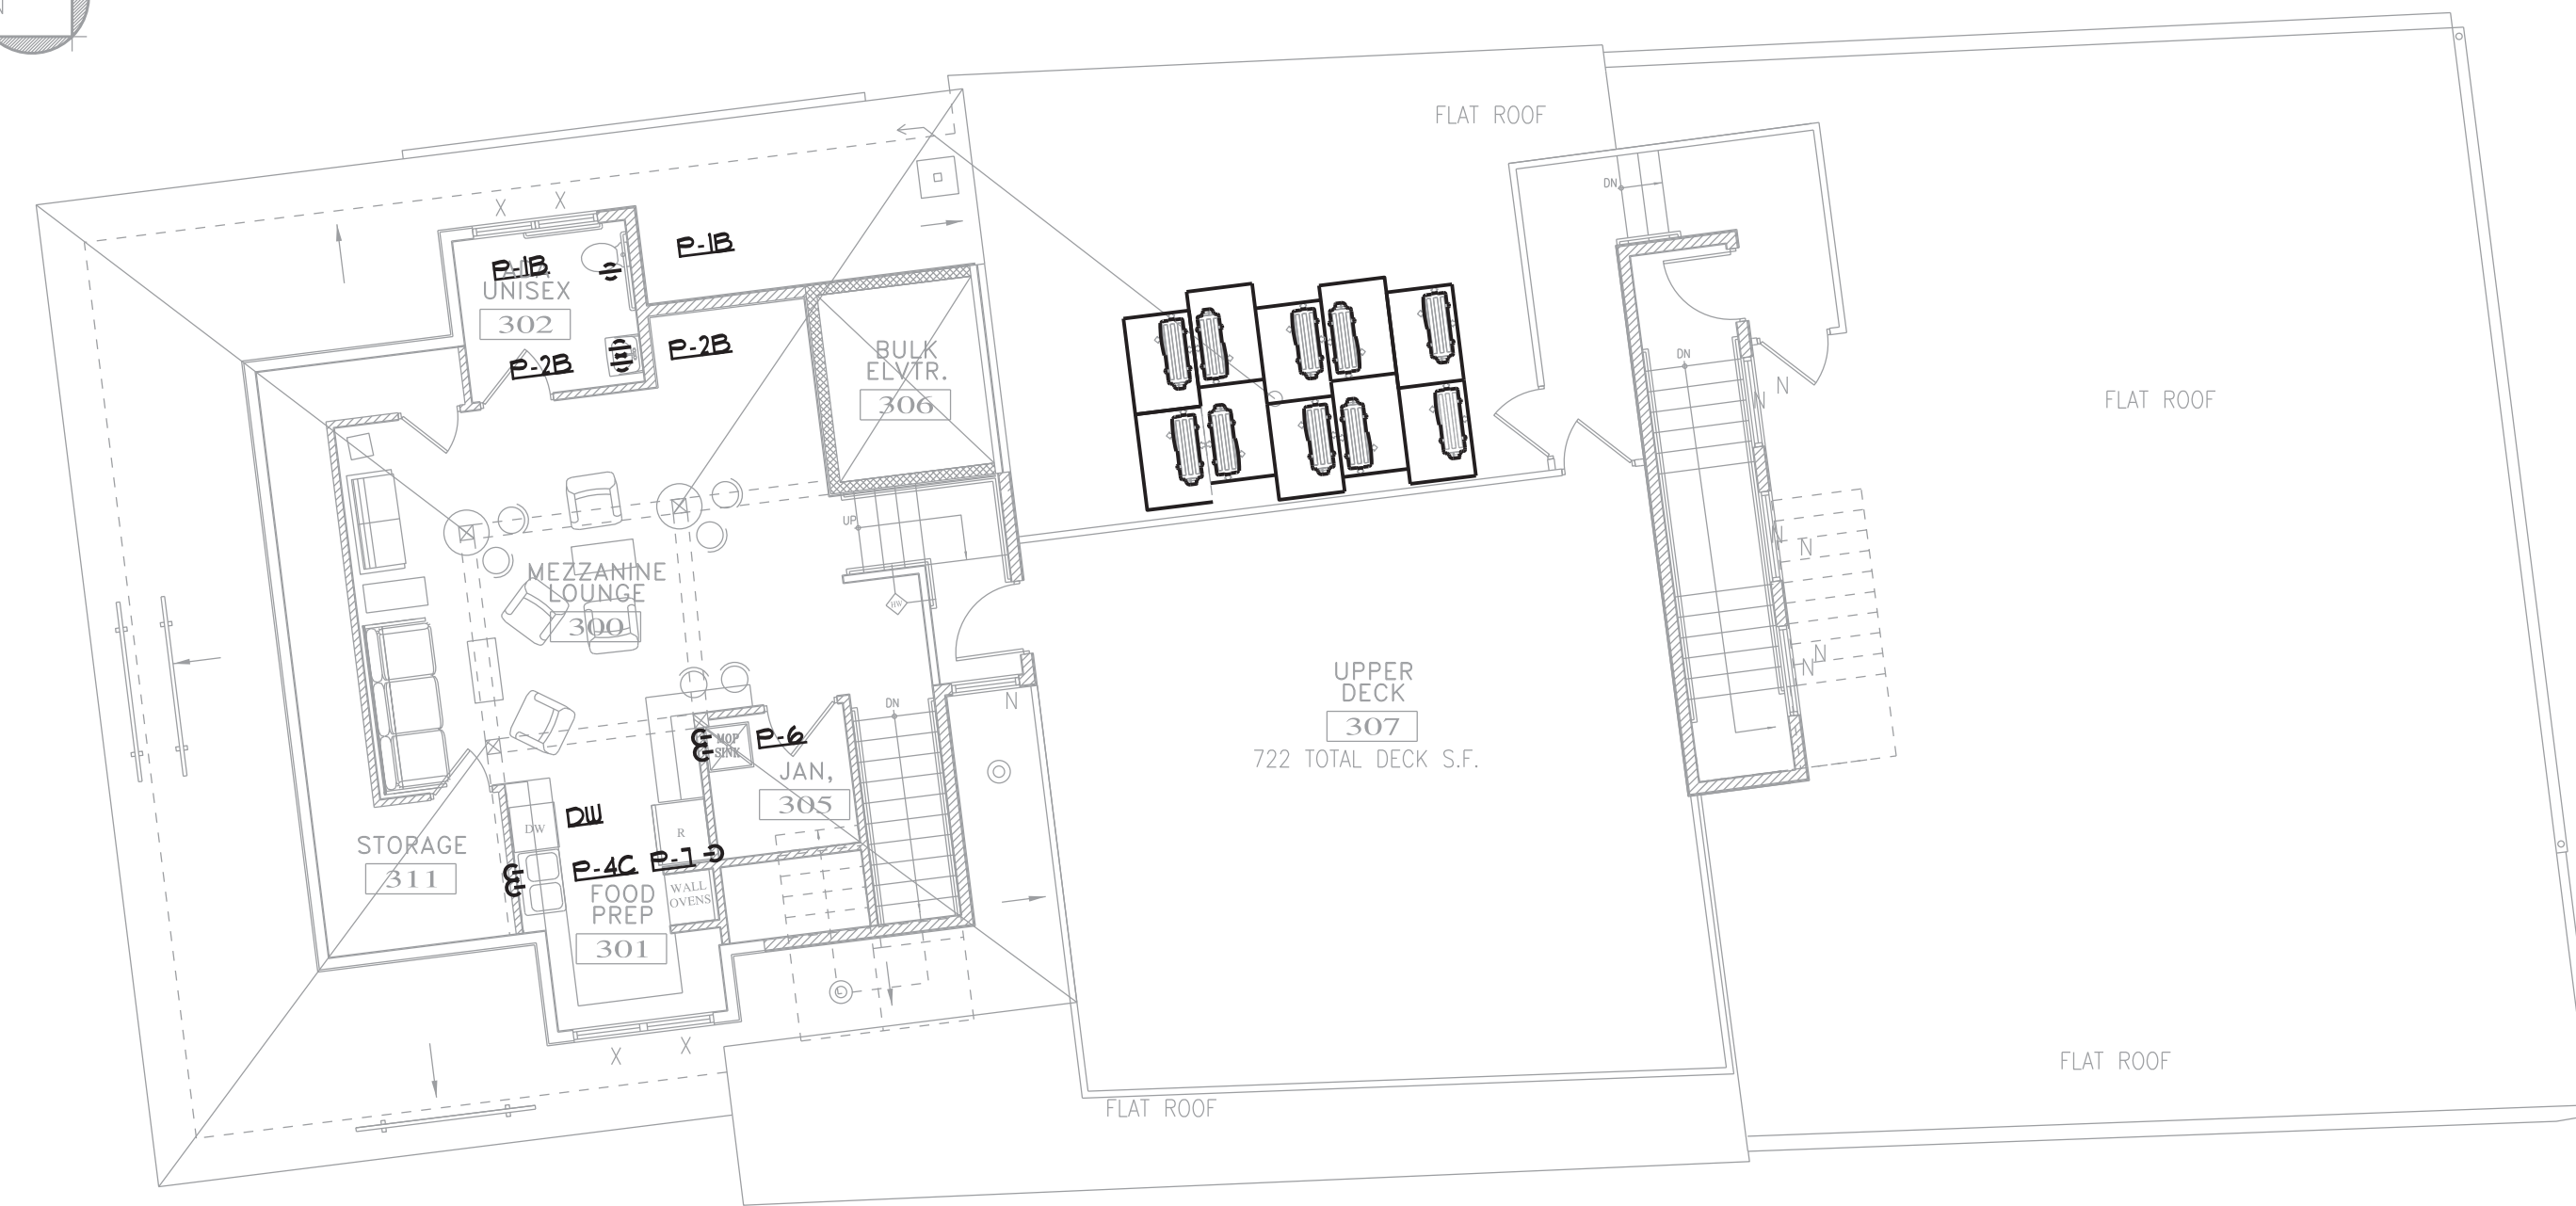 FLAT ROOF
DN
X X
P-1B
P-1B
UNISEX
302
P-2B
P-2B
BULK
ELVTR.
306
DN
N
N
FLAT ROOF
UP
N
N
MEZZANINE
LOUNGE
300
HW
N
N
UPPER
DECK
307
722 TOTAL DECK S.F.
N
DN
MOP
SINK
P-6
JAN,
305
DW
DW
R
STORAGE
311
P-4C
P-7
FOOD
PREP
301
WALL
OVENS
X X
FLAT ROOF
FLAT ROOF